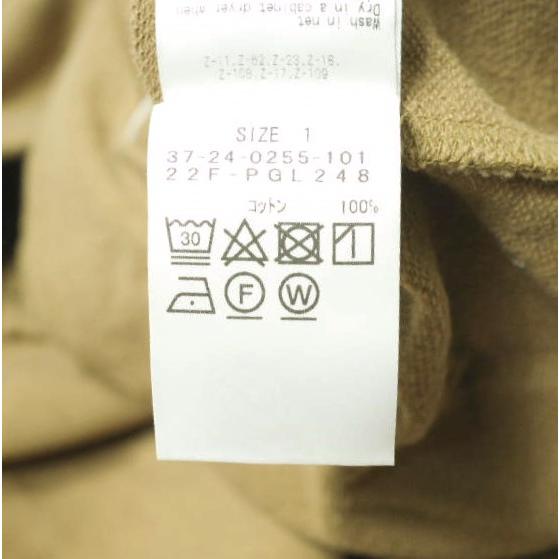 Dry in a cabinet dryer when
Wash in net
Z-11.Z-62.Z-23.Z-18.
Z-108.Z-17.Z-109
SIZE 1
37-24-0255-101
22F-PGL248
コットン 100%
30
F W